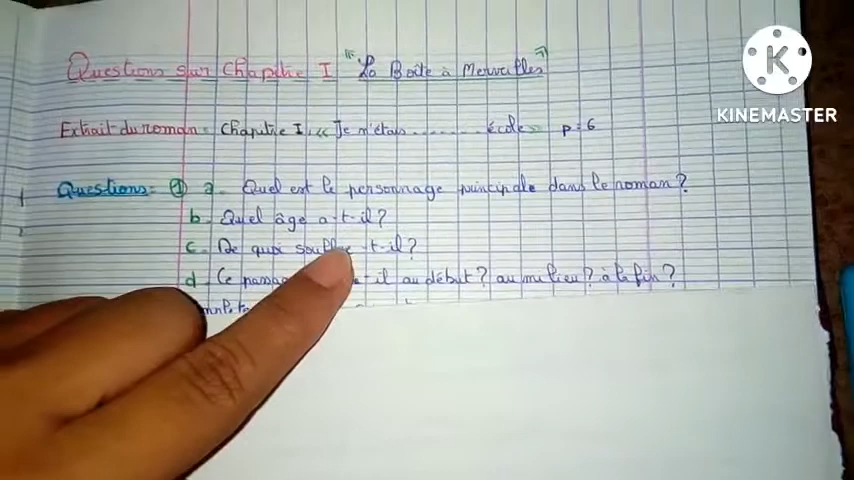 Questions sur Chapitre I "La Boîte à Merveilles"
Extrait du roman: Chapitre I, « Je n'étais........école » p=6
Questions= ① a. Quel est le personnage principale dans le roman?
b. Quel âge a-t-il?
c. De quoi souffre-t-il?
d. Ce -il au début? au milieu? à la fin?
K
KINEMASTER